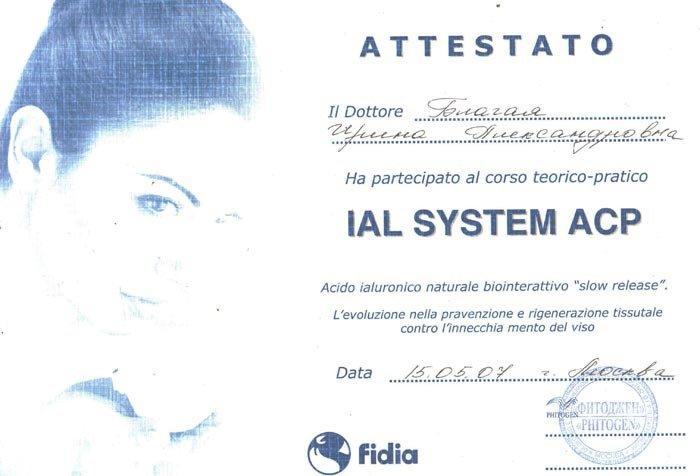 ATTESTATO
Il Dottore Благая
Ирина Александровна
Ha partecipato al corso teorico-pratico
IAL SYSTEM ACP
Acido ialuronico naturale biointerattivo “slow release”.
L’evoluzione nella pravenzione e rigenerazione tissutale
contro l’innecchia mento del viso
Data 15.05.07 г. Москва
PHITOGEN
«ФИТОДЖЕН»
«PHITOGEN»
МОСКВА
fidia